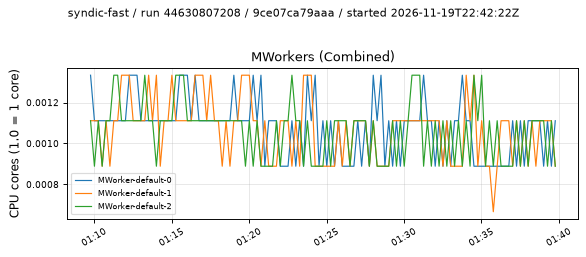 syndic-fast / run 44630807208 / 9ce07ca79aaa / started 2026-11-19T22:42:22Z
MWorkers (Combined)
CPU cores (1.0 = 1 core)
0.0012
0.0010
0.0008
MWorker-default-0
MWorker-default-1
MWorker-default-2
01:10
01:15
01:20
01:25
01:30
01:35
01:40